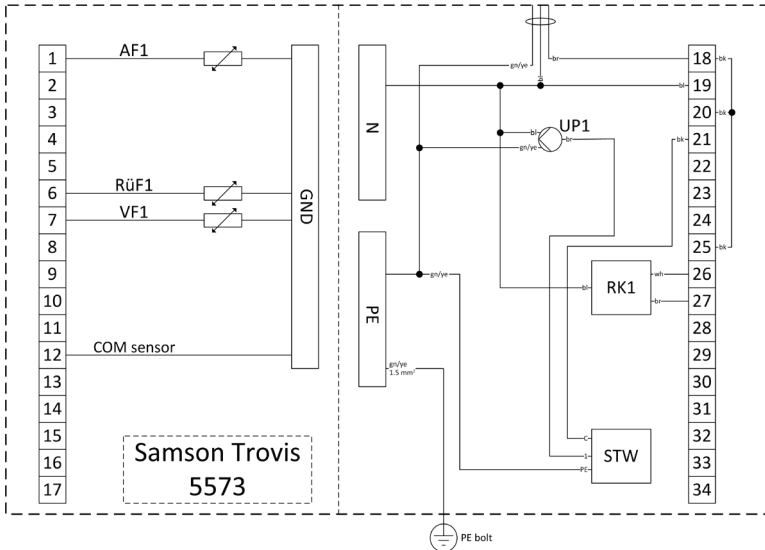 1
2
3
4
5
6
7
8
9
10
11
12
13
14
15
16
17
AF1
RüF1
VF1
COM sensor
GND
Samson Trovis
5573
N
PE
gn/ye
bl
br
bl
gn/ye
UP1
br
gn/ye
gn/ye
1.5 mm²
PE bolt
bl
RK1
wh
br
C
1
PE
STW
bl
bk
18
19
20
21
22
23
24
25
26
27
28
29
30
31
32
33
34
bk
bk
bk